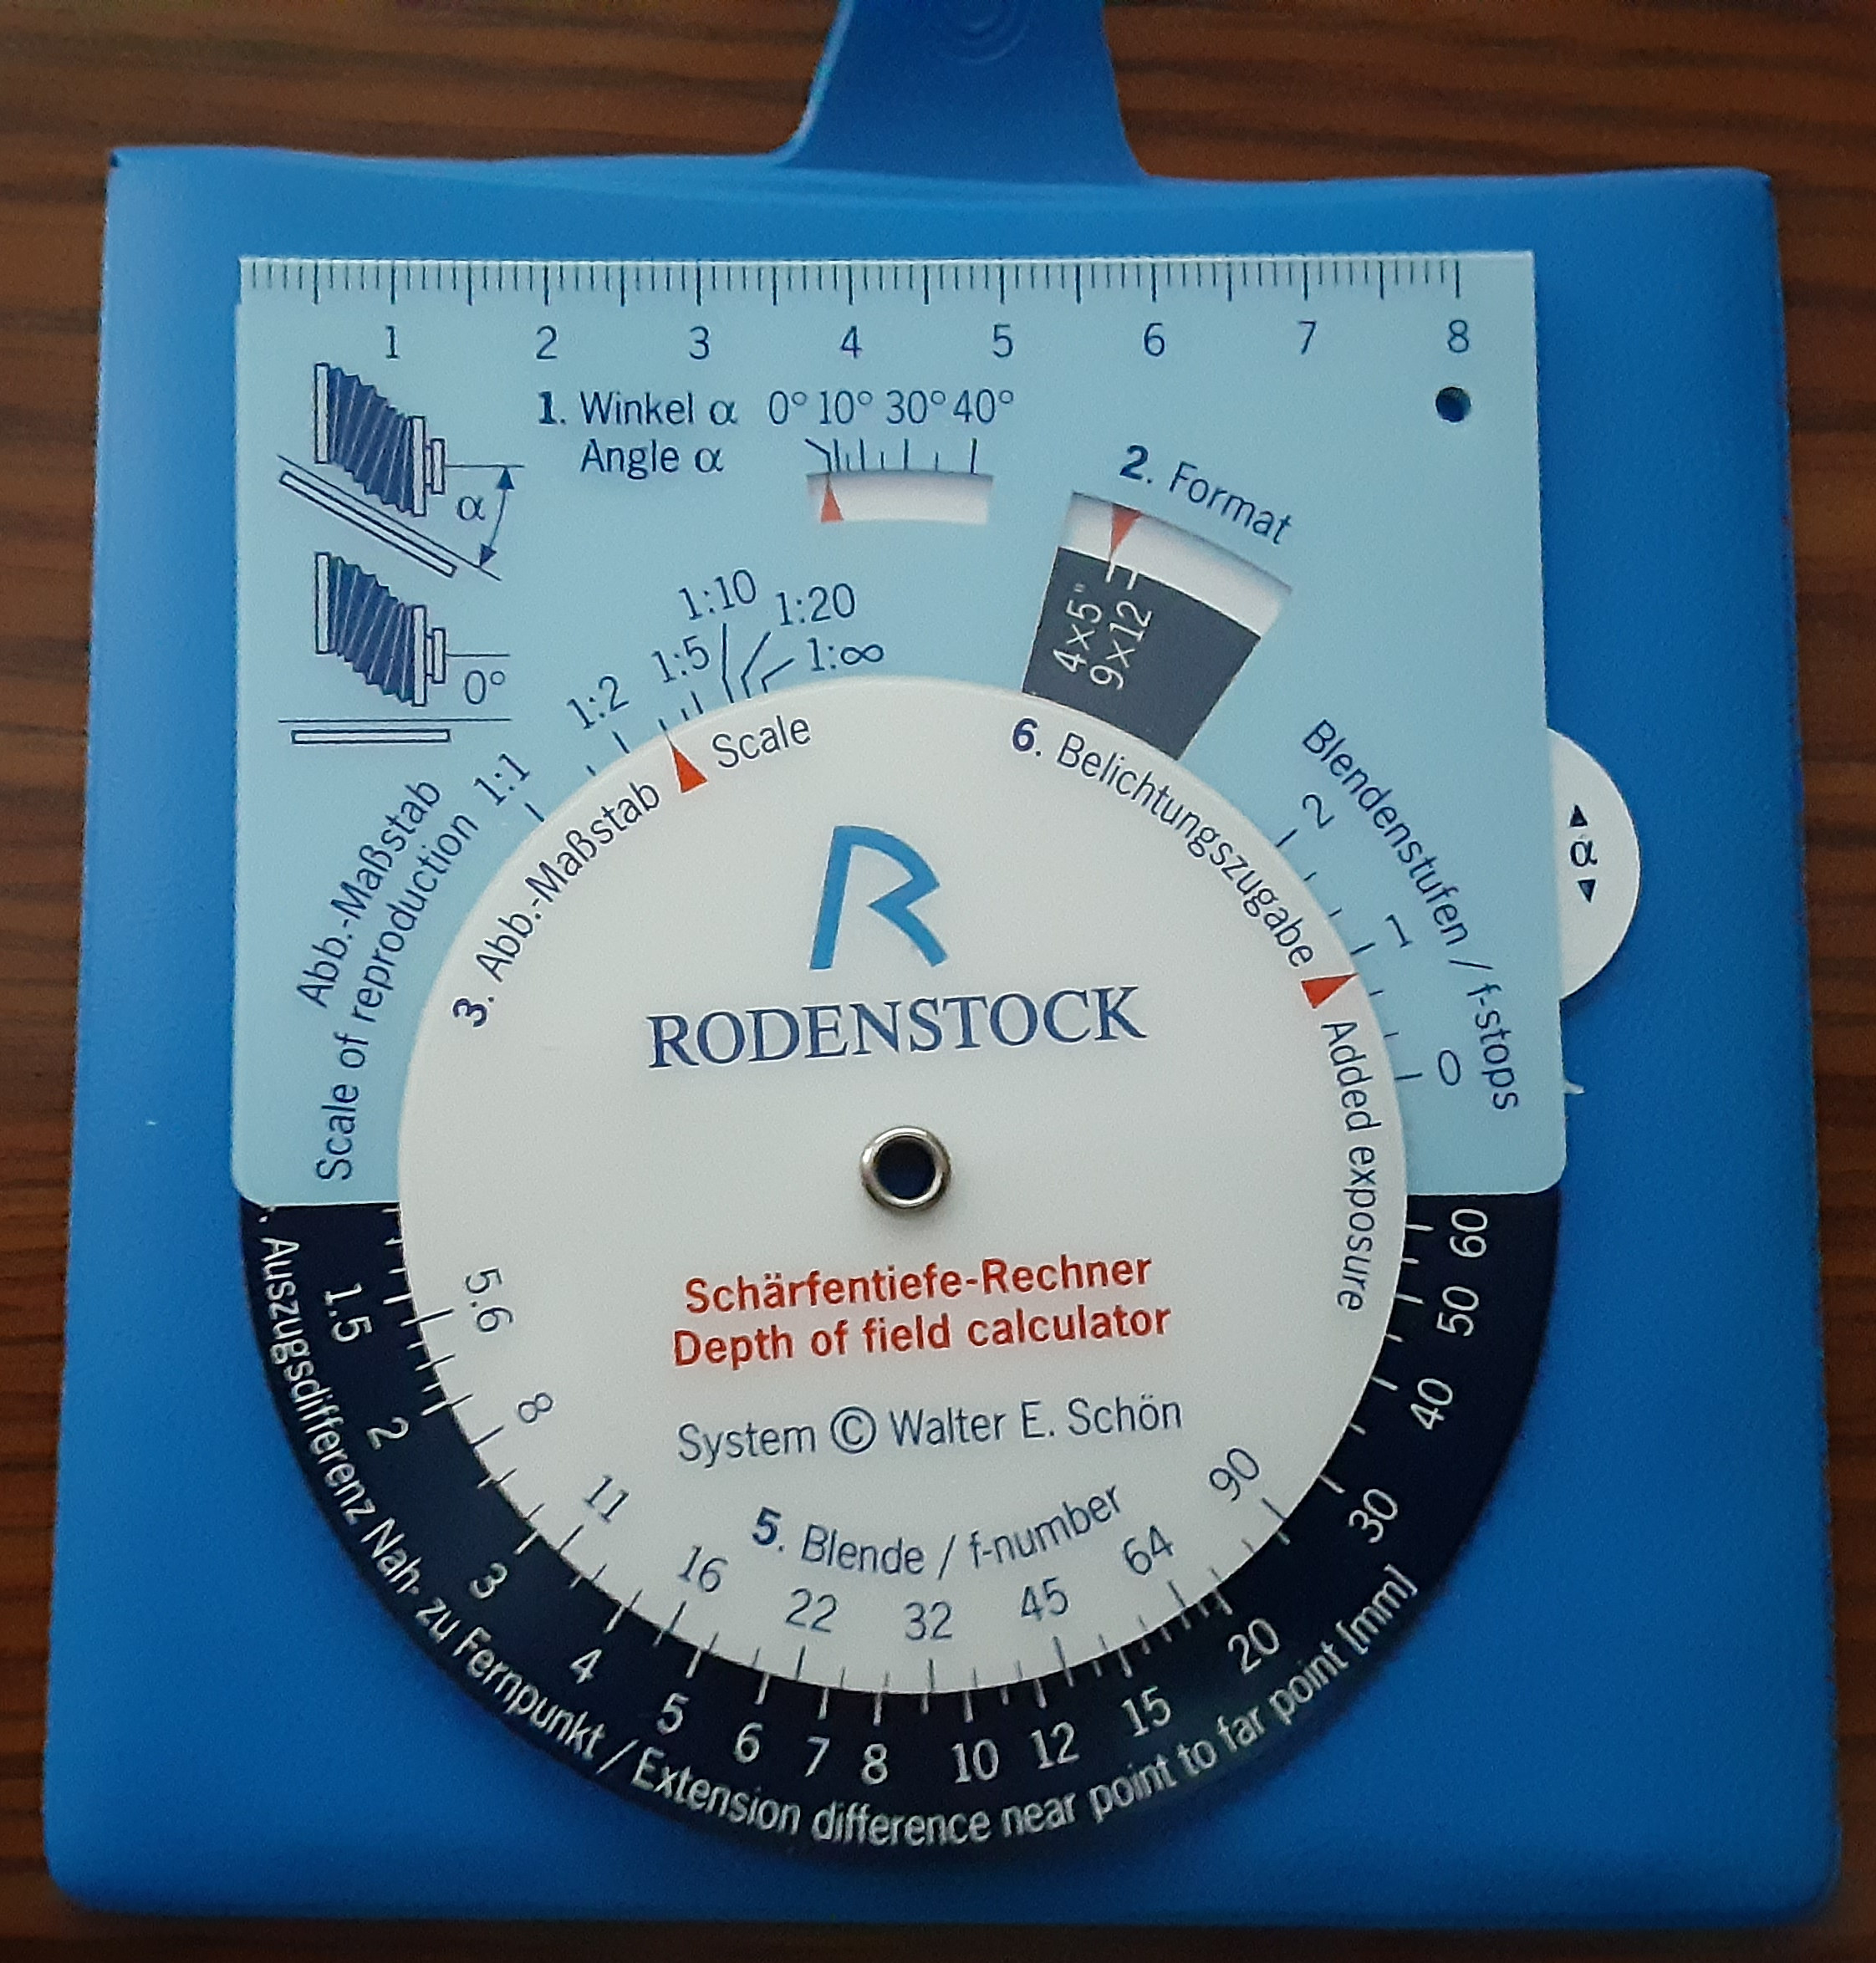 1 2 3 4 5 6 7 8
1. Winkel α 0° 10° 30° 40°
Angle α
α
0°
2. Format
4×5"
9×12
1:1 1:2 1:5 1:10 1:20 1:∞
Abb.-Maßstab
Scale of reproduction
3. Abb.-Maßstab Scale
6. Belichtungszugabe Added exposure
Blendenstufen / f-stops
2 1 0
◄ α ►
R
RODENSTOCK
Schärfentiefe-Rechner
Depth of field calculator
System © Walter E. Schön
5. Blende / f-number
5.6 8 11 16 22 32 45 64 90
1.5 2 3 4 5 6 7 8 10 12 15 20 30 40 50 60
Auszugsdifferenz Nah- zu Fernpunkt / Extension difference near point to far point [mm]